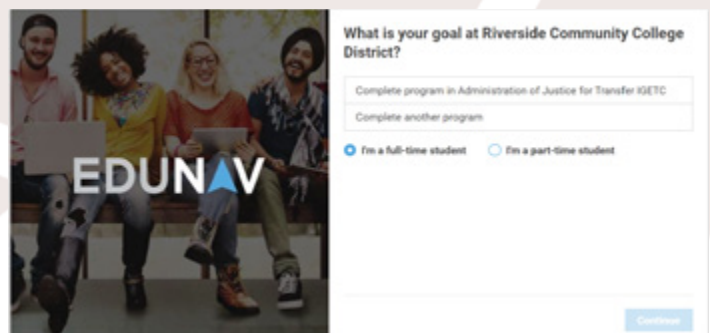 EDUNAV
What is your goal at Riverside Community College
District?
Complete program in Administration of Justice for Transfer IGETC
Complete another program
I'm a full-time student
I'm a part-time student
Continue